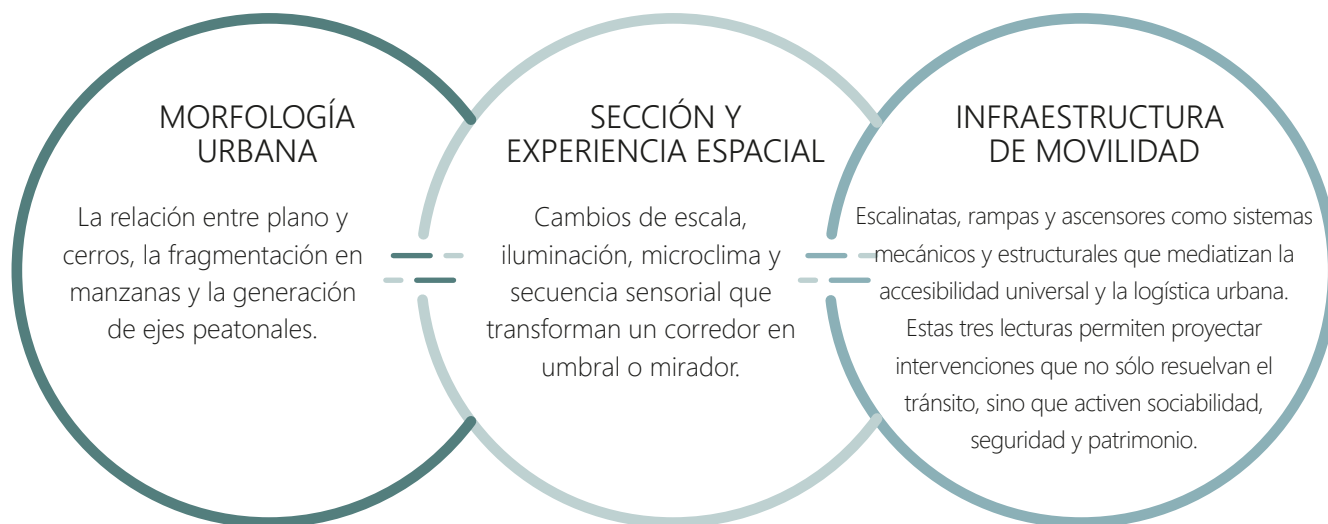 MORFOLOGÍA
URBANA
La relación entre plano y
cerros, la fragmentación en
manzanas y la generación
de ejes peatonales.
SECCIÓN Y
EXPERIENCIA ESPACIAL
Cambios de escala,
iluminación, microclima y
secuencia sensorial que
transforman un corredor en
umbral o mirador.
INFRAESTRUCTURA
DE MOVILIDAD
Escalinatas, rampas y ascensores como sistemas
mecánicos y estructurales que mediatizan la
accesibilidad universal y la logística urbana.
Estas tres lecturas permiten proyectar
intervenciones que no sólo resuelvan el
tránsito, sino que activen sociabilidad,
seguridad y patrimonio.